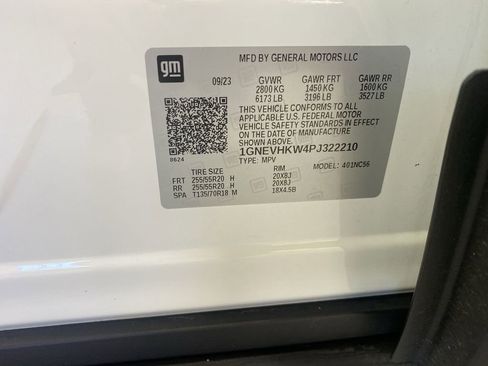 gm
MFD BY GENERAL MOTORS LLC
09/23 GVWR GAWR FRT GAWR RR
2800 KG 1450 KG 1600 KG
6173 LB 3196 LB 3527 LB
THIS VEHICLE CONFORMS TO ALL
APPLICABLE U.S. FEDERAL MOTOR
VEHICLE SAFETY STANDARDS IN EFFECT
ON THE DATE OF MANUFACTURE
SHOWN ABOVE.
1GNEVHKW4PJ322210
8624
TYPE: MPV 401NC56
TIRE SIZE RIM
FRT 255/55R20 H 20X8J
RR 255/55R20 H 20X8J
SPA T135/70R18 M 18X4.5B